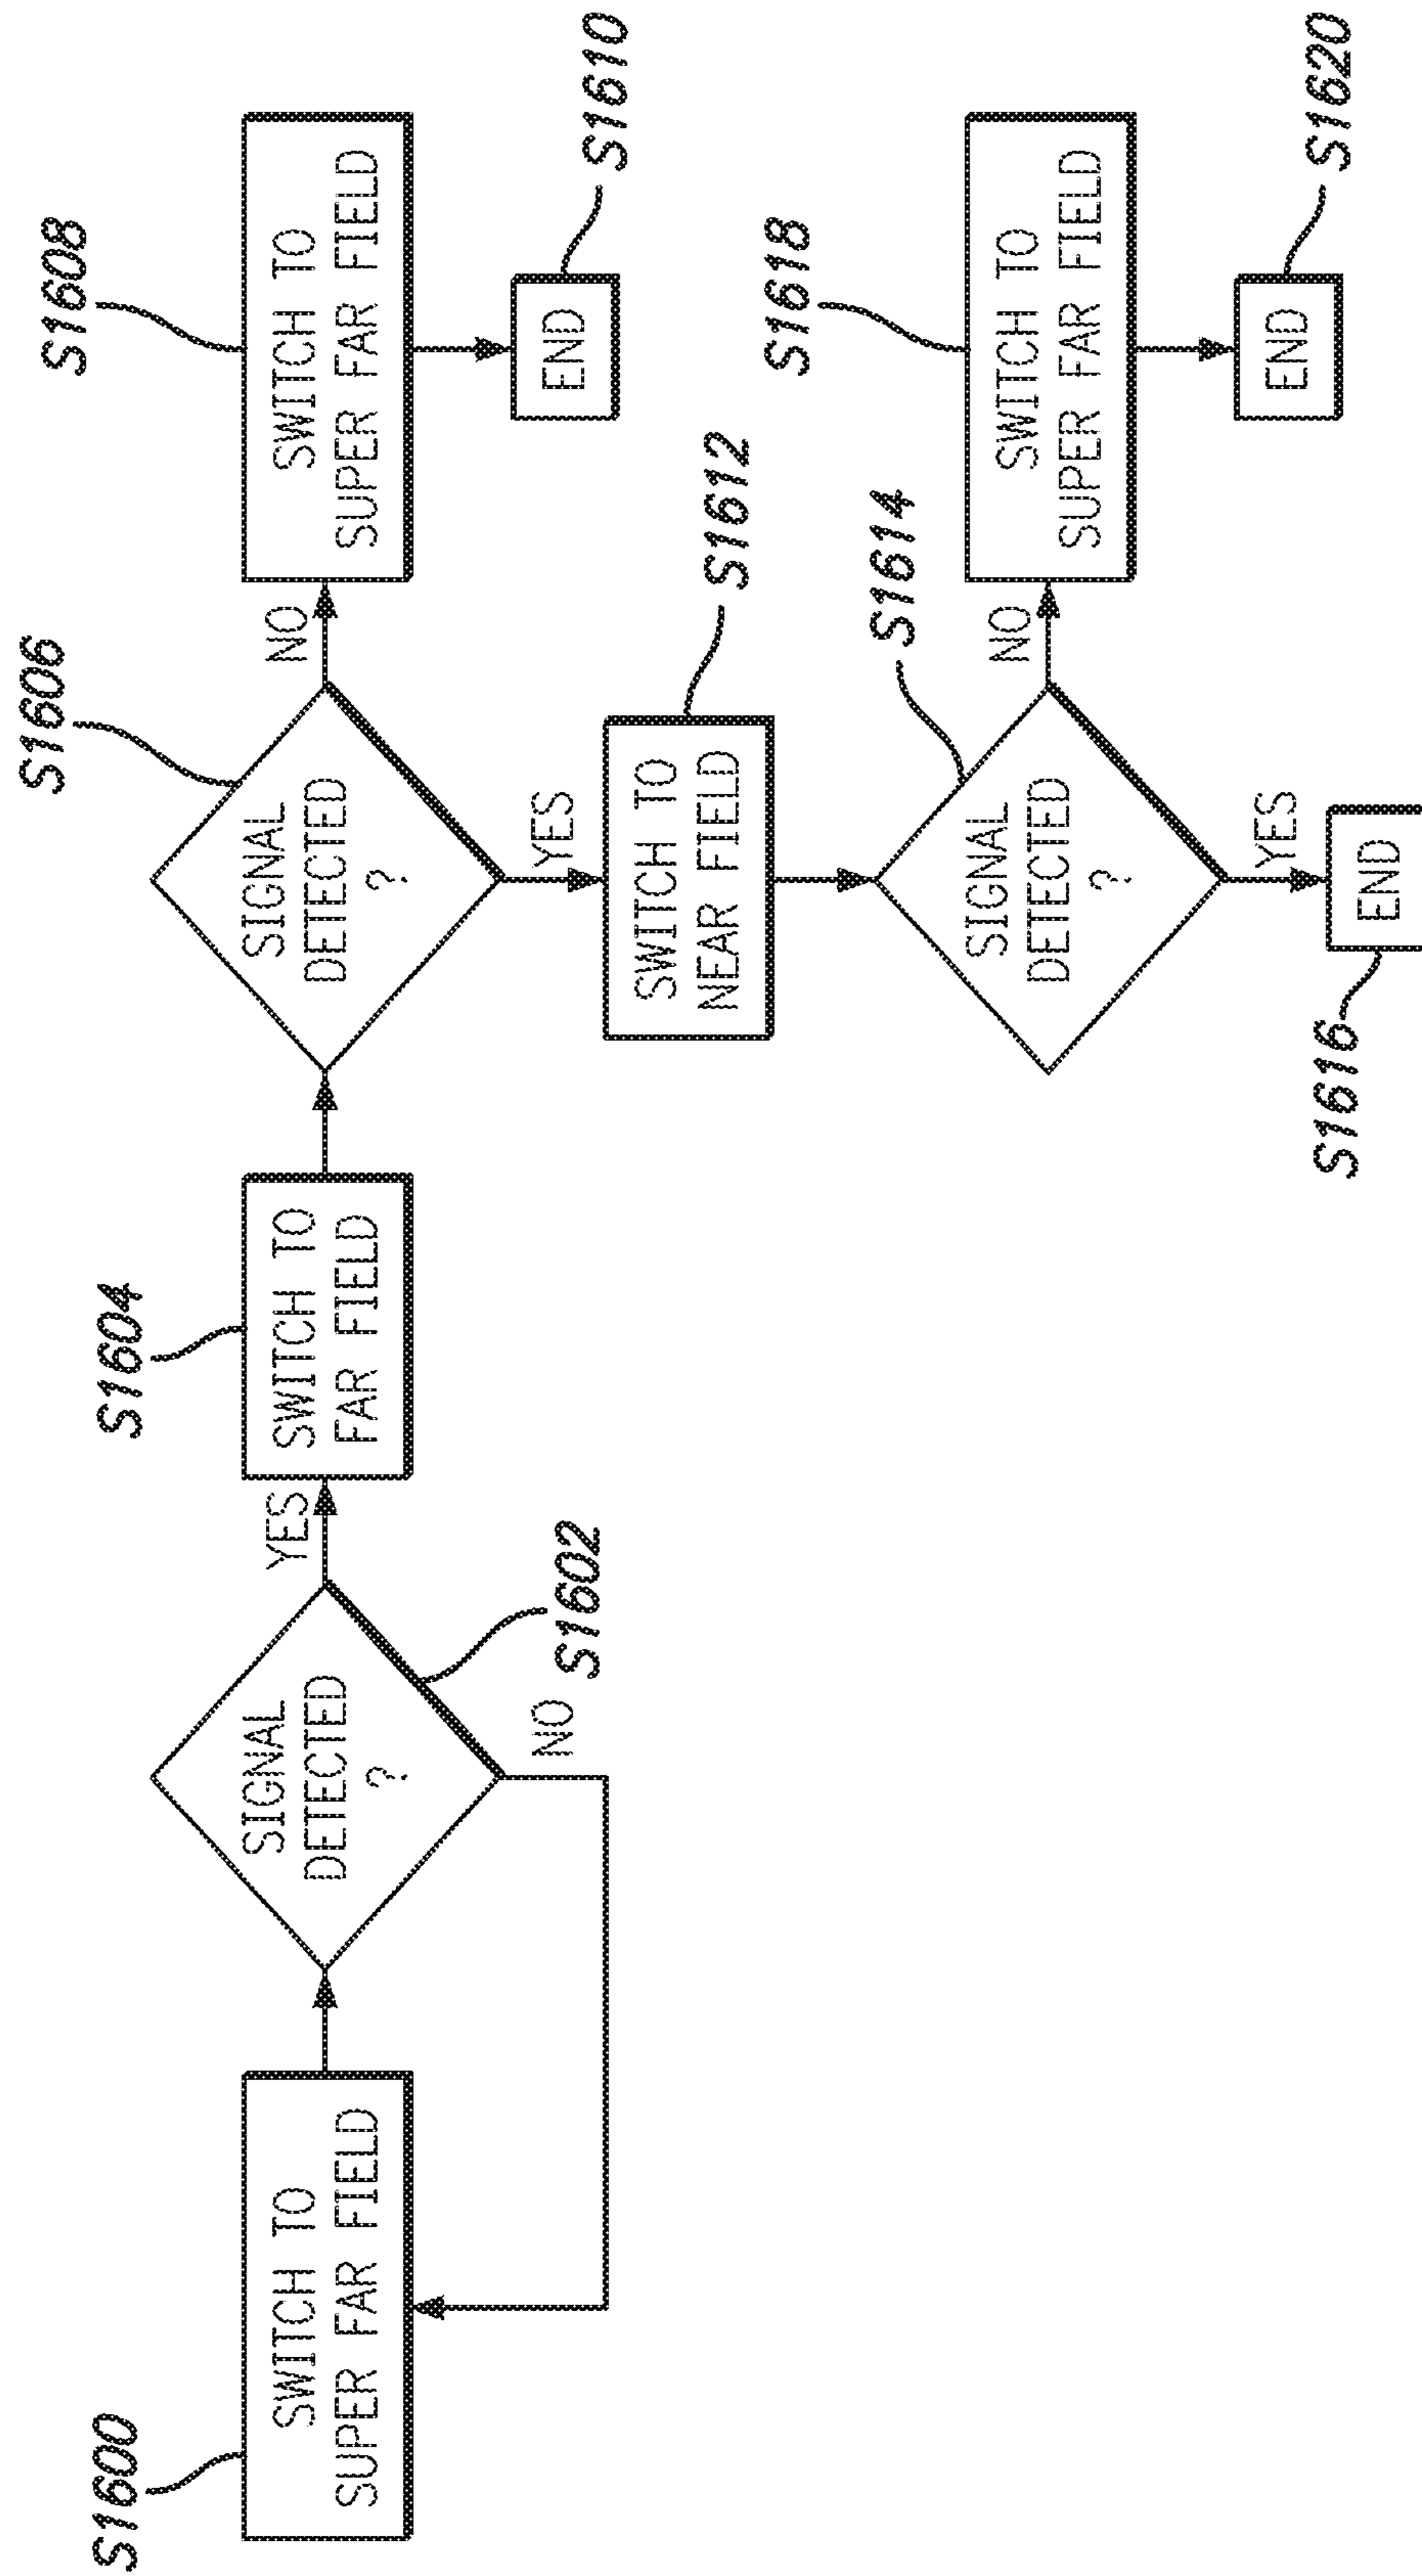 S1600
SWITCH TO
SUPER FAR FIELD
SIGNAL
DETECTED
?
S1602
NO
YES
S1604
SWITCH TO
FAR FIELD
S1606
SIGNAL
DETECTED
?
NO
S1608
SWITCH TO
SUPER FAR FIELD
END
S1610
YES
SWITCH TO
NEAR FIELD
S1612
S1614
SIGNAL
DETECTED
?
NO
S1618
SWITCH TO
SUPER FAR FIELD
END
S1620
YES
S1616
END